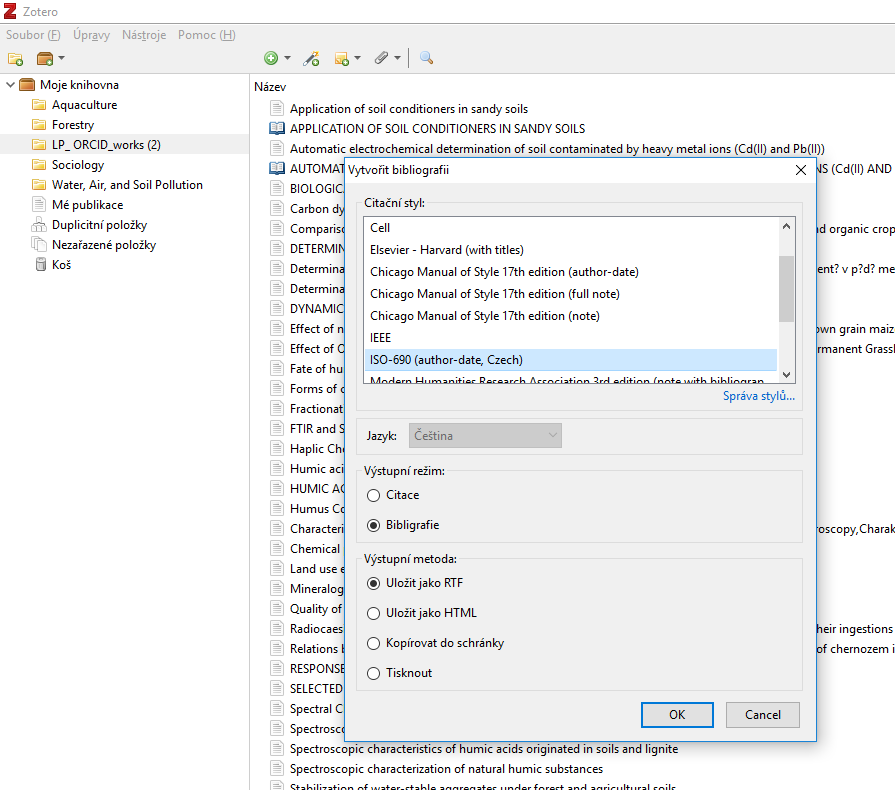 Zotero
Soubor (F) Úpravy Nástroje Pomoc (H)
Moje knihovna
Aquaculture
Forestry
LP_ ORCID_works (2)
Sociology
Water, Air, and Soil Pollution
Mé publikace
Duplicitní položky
Nezařazené položky
Koš
Název
Application of soil conditioners in sandy soils
APPLICATION OF SOIL CONDITIONERS IN SANDY SOILS
Automatic electrochemical determination of soil contaminated by heavy metal ions (Cd(II) and Pb(II))
AUTOMAT NS (Cd(II) AND
BIOLOGIC
Carbon dy
Compariso nd organic crop
DETERMIN
Determina ent? v p?d? me
Determina
DYNAMIC
Effect of n own grain maiz
Effect of O rmanent Grassl
Fate of hu
Forms of c
Fractionat
FTIR and S
Haplic Che
Humic aci
HUMIC AC
Humus Co
Characteri roscopy,Charak
Chemical
Land use e
Mineralog
Quality of
Radiocaes heir ingestions
Relations b of chernozem i
RESPONSE
SELECTED
Spectral C
Spectrosc
Spectroscopic characteristics of humic acids originated in soils and lignite
Spectroscopic characterization of natural humic substances
Stabilization of water-stable aggregates under forest and agricultural soils
Vytvořit bibliografii
Citační styl:
Cell
Elsevier - Harvard (with titles)
Chicago Manual of Style 17th edition (author-date)
Chicago Manual of Style 17th edition (full note)
Chicago Manual of Style 17th edition (note)
IEEE
ISO-690 (author-date, Czech)
Modern Humanities Research Association 3rd edition (note with bibliograp
Správa stylů...
Jazyk: Čeština
Výstupní režim:
Citace
Bibligrafie
Výstupní metoda:
Uložit jako RTF
Uložit jako HTML
Kopírovat do schránky
Tisknout
OK Cancel